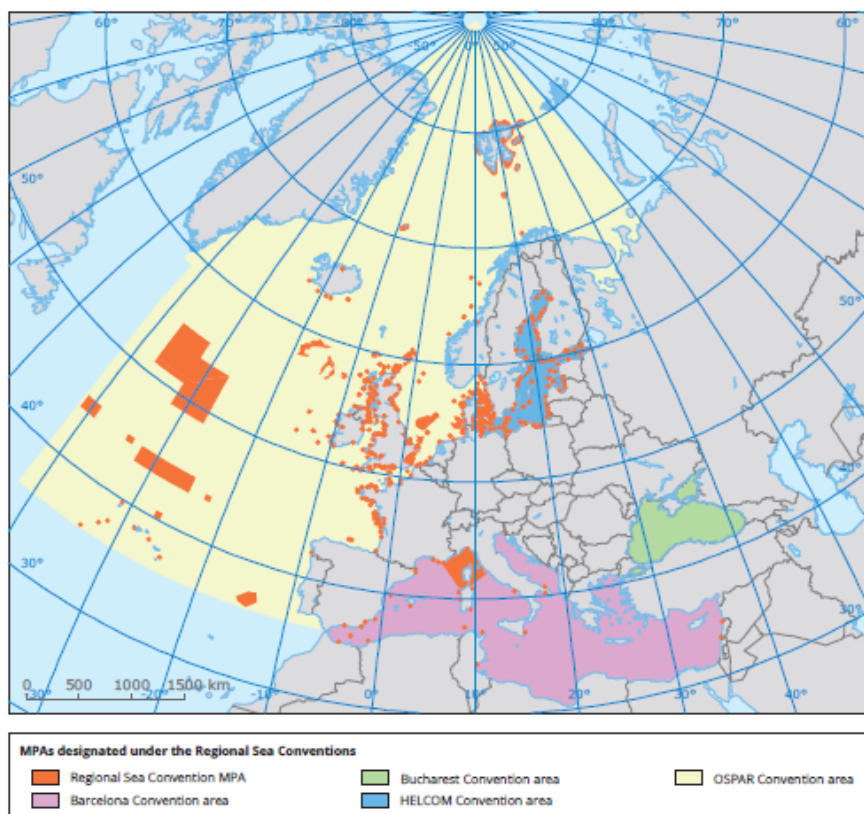 60° 70° 80° -50° 0° 50° 80° 70° 60°
50°
50°
40°
40°
30°
30°
0 500 1000 1500 km
-30° -20° -10° 0° 10° 20° 30° 40°
MPAs designated under the Regional Sea Conventions
Regional Sea Convention MPA Bucharest Convention area OSPAR Convention area
Barcelona Convention area HELCOM Convention area